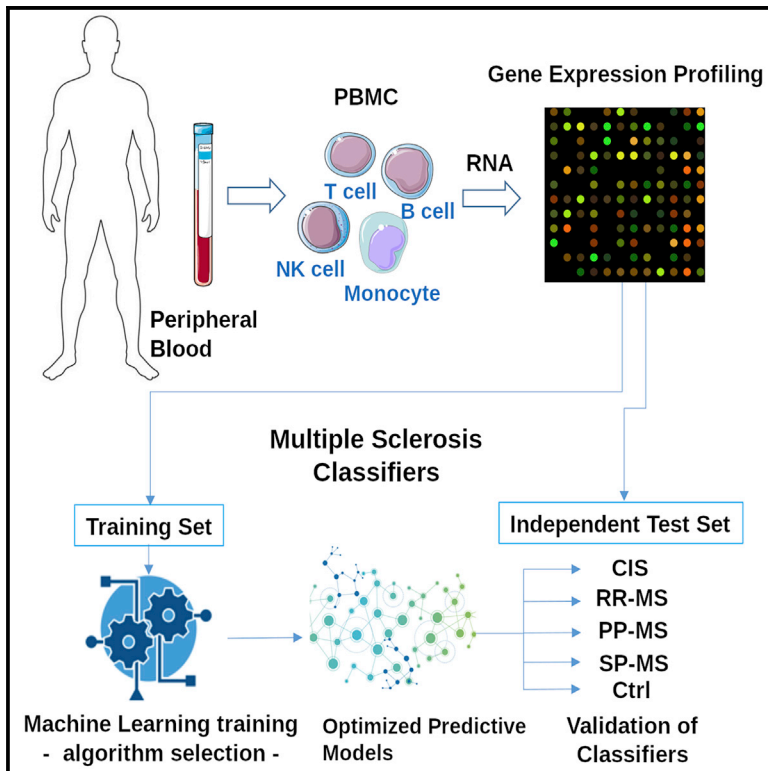 Gene Expression Profiling
PBMC
RNA
T cell
B cell
NK cell
Monocyte
Peripheral
Blood
Multiple Sclerosis
Classifiers
Training Set
Independent Test Set
CIS
RR-MS
PP-MS
SP-MS
Ctrl
Machine Learning training
- algorithm selection -
Optimized Predictive
Models
Validation of
Classifiers